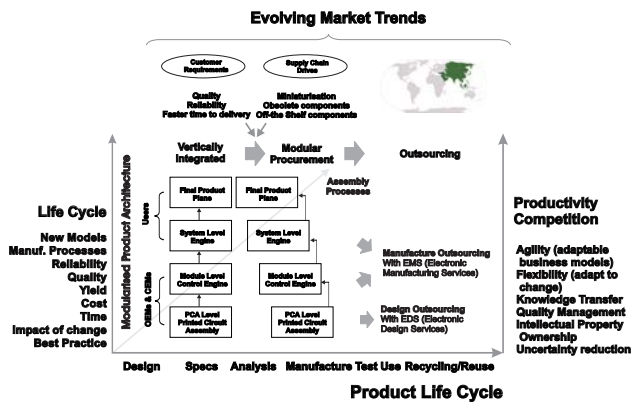 Evolving Market Trends
Customer
Requirements
Supply Chain
Drives
Quality
Reliability
Faster time to delivery
Miniaturisation
Obsolete components
Off-the Shelf components
Vertically
Integrated
Modular
Procurement
Outsourcing
Assembly
Processes
Modularised Product Architecture
Users
OEMs & CEMs
Final Product
Plane
System Level
Engine
Module Level
Control Engine
PCA Level
Printed Circuit
Assembly
Final Product
Plane
System Level
Engine
Module Level
Control Engine
PCA Level
Printed Circuit
Assembly
Manufacture Outsourcing
With EMS (Electronic
Manufacturing Services)
Design Outsourcing
With EDS (Electronic
Design Services)
Life Cycle
New Models
Manuf. Processes
Reliability
Quality
Yield
Cost
Time
Impact of change
Best Practice
Productivity
Competition
Agility (adaptable
business models)
Flexibility (adapt to
change)
Knowledge Transfer
Quality Management
Intellectual Property
Ownership
Uncertainty reduction
Design Specs Analysis Manufacture Test Use Recycling/Reuse
Product Life Cycle